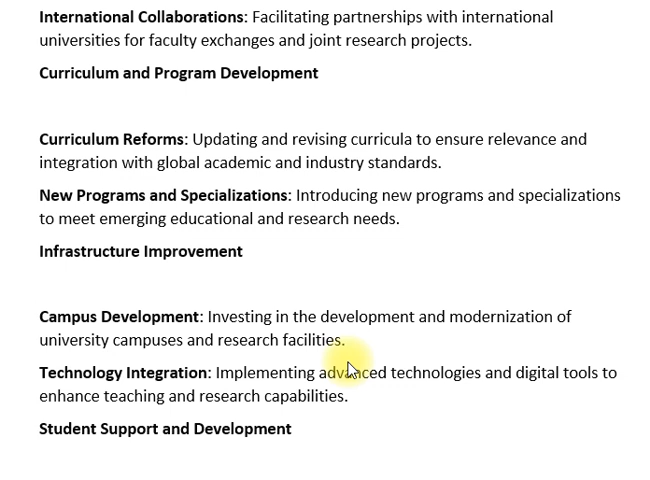 International Collaborations: Facilitating partnerships with international
universities for faculty exchanges and joint research projects.
Curriculum and Program Development
Curriculum Reforms: Updating and revising curricula to ensure relevance and
integration with global academic and industry standards.
New Programs and Specializations: Introducing new programs and specializations
to meet emerging educational and research needs.
Infrastructure Improvement
Campus Development: Investing in the development and modernization of
university campuses and research facilities.
Technology Integration: Implementing advanced technologies and digital tools to
enhance teaching and research capabilities.
Student Support and Development